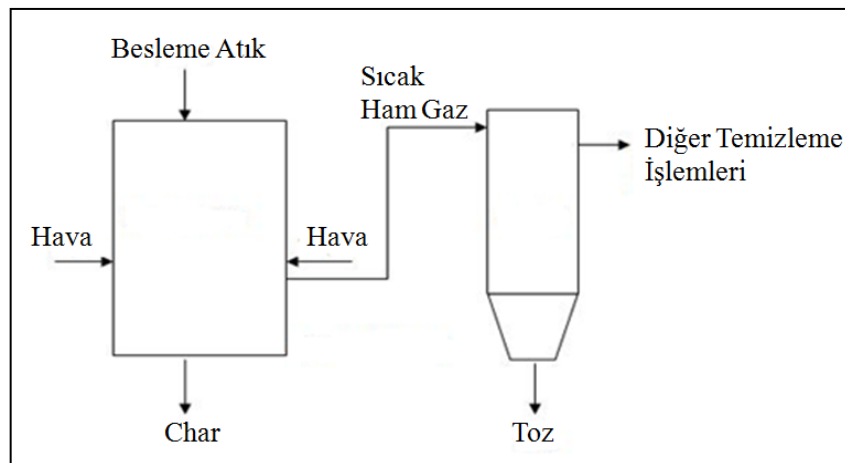 Besleme Atık
Sıcak
Ham Gaz
Diğer Temizleme
İşlemleri
Hava
Hava
Char
Toz